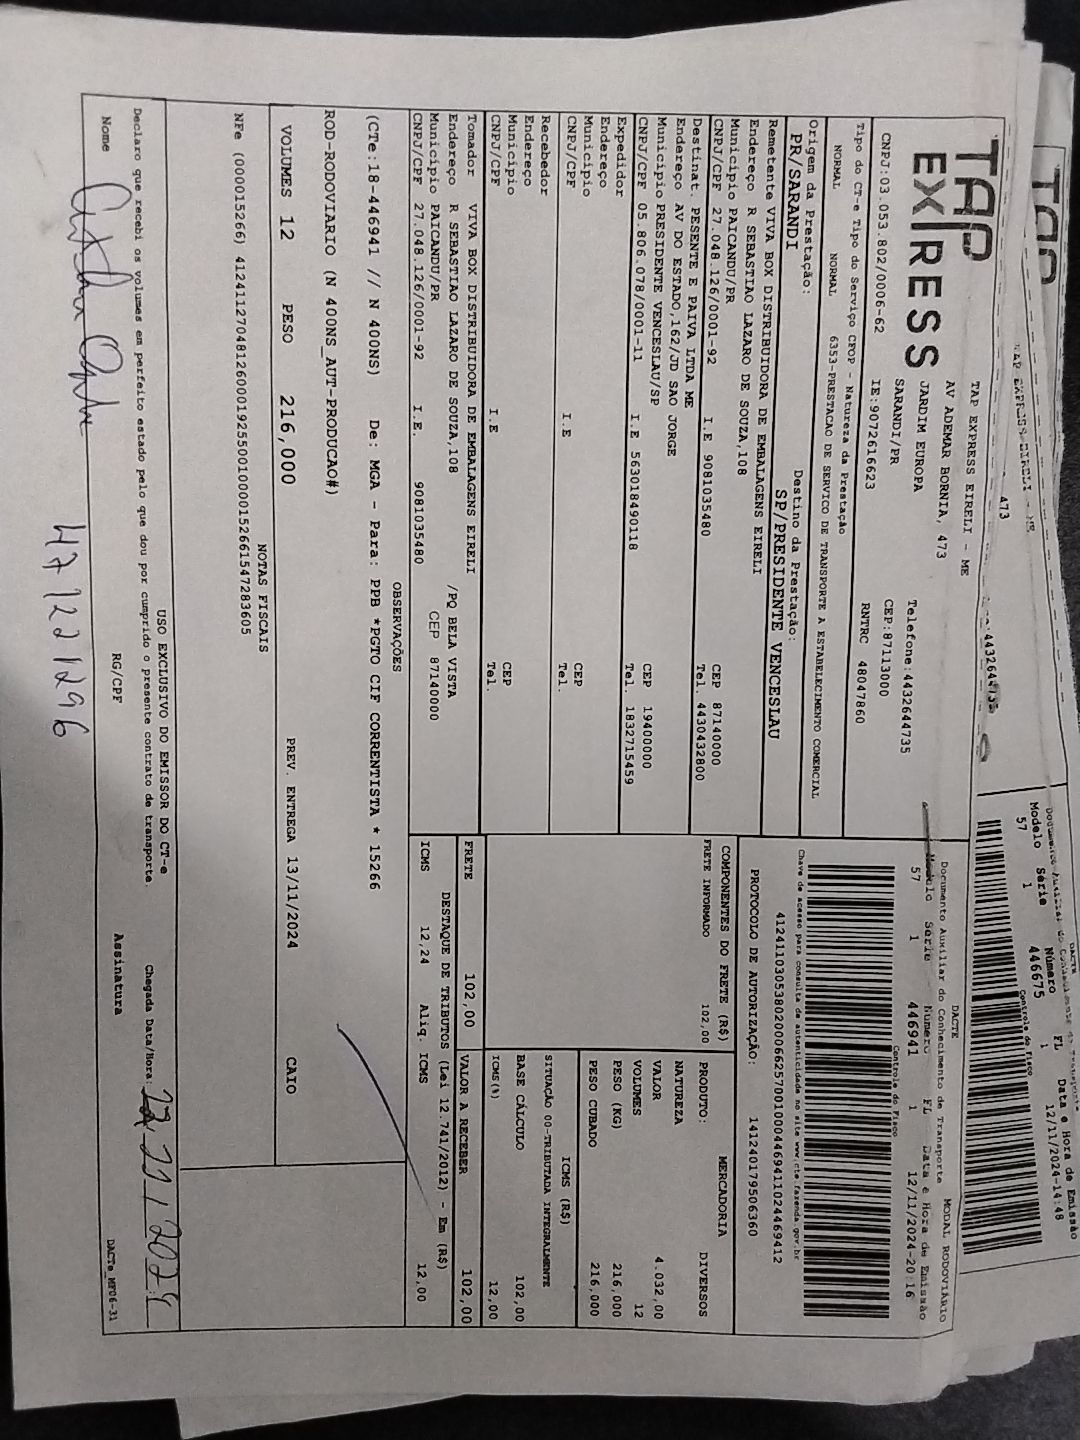 TAP
EXPRESS
TAP EXPRESS EIRELI - ME
AV ADEMAR BORNIA, 473
JARDIM EUROPA
SARANDI/PR
Telefone:4432644735
CEP:87113000
CNPJ:03.053.802/0006-62
IE:9072616623
RNTRC 48047860
DACTE MODAL RODOVIÁRIO
Documento Auxiliar do Conhecimento de Transporte
Modelo Série Número FL Data e Hora de Emissão
57 1 446941 1 12/11/2024-20:16
Controle do Fisco
Chave de acesso para consulta de autenticidade no site www.cte.fazenda.gov.br
41241103053802000662570010004469411024469412
PROTOCOLO DE AUTORIZAÇÃO: 141240179506360
Tipo do CT-e Tipo do Serviço CFOP - Natureza da Prestação
NORMAL NORMAL 6353-PRESTACAO DE SERVICO DE TRANSPORTE A ESTABELECIMENTO COMERCIAL
Origem da Prestação: Destino da Prestação:
PR/SARANDI SP/PRESIDENTE VENCESLAU
Remetente VIVA BOX DISTRIBUIDORA DE EMBALAGENS EIRELI
Endereço R SEBASTIAO LAZARO DE SOUZA,108
Município PAICANDU/PR CEP 87140000
CNPJ/CPF 27.048.126/0001-92 I.E 9081035480 Tel. 4430432800
Destinat. PESENTE E PAIVA LTDA ME
Endereço AV DO ESTADO,162/JD SAO JORGE
Município PRESIDENTE VENCESLAU/SP CEP 19400000
CNPJ/CPF 05.806.078/0001-11 I.E 563018490118 Tel. 1832715459
Expedidor
Endereço
Município CEP
CNPJ/CPF I.E Tel.
Recebedor
Endereço
Município CEP
CNPJ/CPF I.E Tel.
Tomador VIVA BOX DISTRIBUIDORA DE EMBALAGENS EIRELI
Endereço R SEBASTIAO LAZARO DE SOUZA,108 /PQ BELA VISTA
Município PAICANDU/PR CEP 87140000
CNPJ/CPF 27.048.126/0001-92 I.E. 9081035480
COMPONENTES DO FRETE (R$)
FRETE INFORMADO 102,00
PRODUTO: MERCADORIA
NATUREZA DIVERSOS
VALOR 4.032,00
VOLUMES 12
PESO (KG) 216,000
PESO CUBADO 216,000
ICMS (R$)
SITUAÇÃO 00-TRIBUTADA INTEGRALMENTE
BASE CÁLCULO 102,00
ICMS(%) 12,00
FRETE 102,00 VALOR A RECEBER 102,00
DESTAQUE DE TRIBUTOS (Lei 12.741/2012) - Em (R$)
ICMS 12,24 Aliq. ICMS 12,00
OBSERVAÇÕES
(CTe:18-446941 // N 400NS) De: MGA - Para: PPB *PGTO CIF CORRENTISTA * 15266
ROD-RODOVIARIO (N 400NS_AUT-PRODUCAO#)
VOLUMES 12 PESO 216,000 PREV. ENTREGA 13/11/2024 CAIO
NOTAS FISCAIS
NFe (000015266) 41241127048126000192550010000152661547283605
USO EXCLUSIVO DO EMISSOR DO CT-e
Declaro que recebi os volumes em perfeito estado pelo que dou por cumprido o presente contrato de transporte. Chegada Data/Hora:
Nome RG/CPF Assinatura
DACTe_MF06-31
473
Modelo Série Número FL Data e Hora de Emissão
57 1 446675 1 12/11/2024-14:48
Controle do Fisco